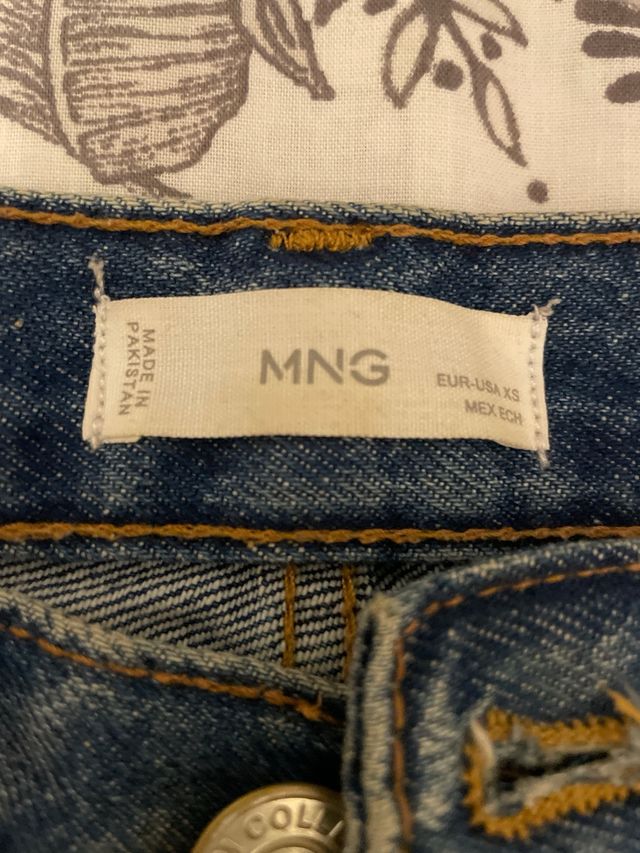 MADE IN
PAKISTAN
MNG
EUR-USA XS
MEX ECH